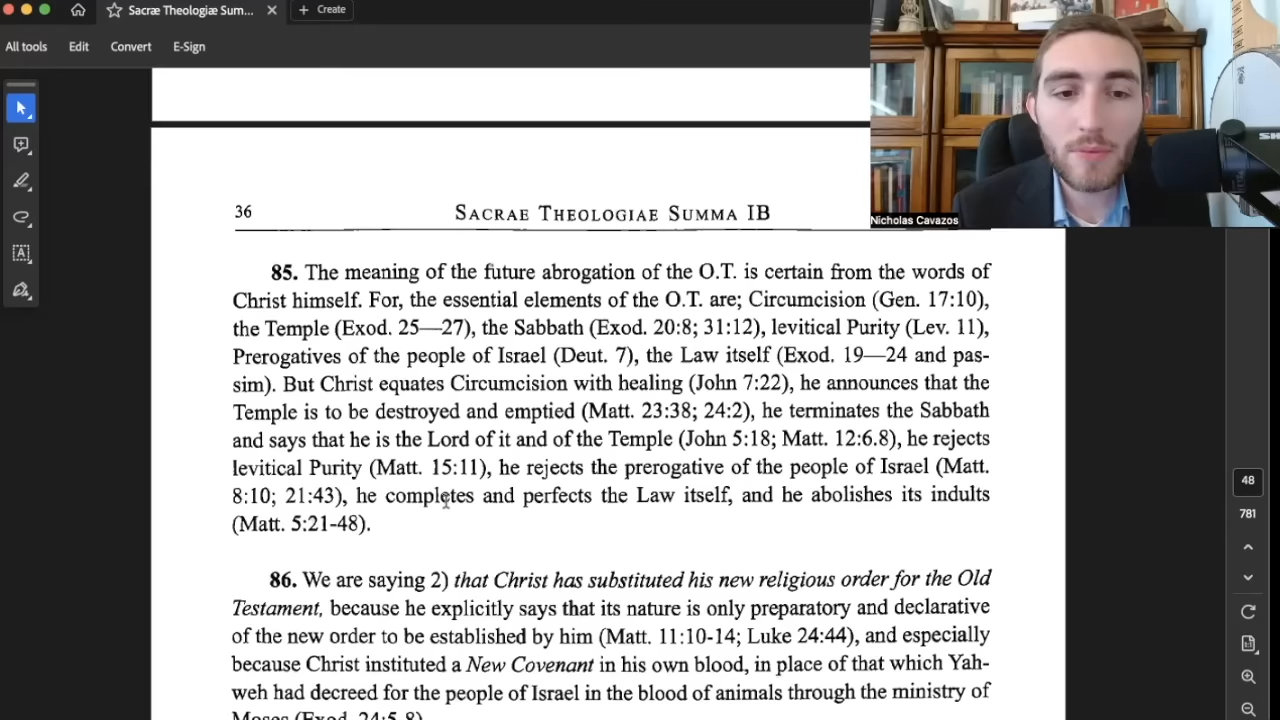 Sacræ Theologiæ Sum...
Create
All tools
Edit
Convert
E-Sign
Nicholas Cavazos
36
SACRAE THEOLOGIAE SUMMA IB
85. The meaning of the future abrogation of the O.T. is certain from the words of
Christ himself. For, the essential elements of the O.T. are; Circumcision (Gen. 17:10),
the Temple (Exod. 25—27), the Sabbath (Exod. 20:8; 31:12), levitical Purity (Lev. 11),
Prerogatives of the people of Israel (Deut. 7), the Law itself (Exod. 19—24 and pas-
sim). But Christ equates Circumcision with healing (John 7:22), he announces that the
Temple is to be destroyed and emptied (Matt. 23:38; 24:2), he terminates the Sabbath
and says that he is the Lord of it and of the Temple (John 5:18; Matt. 12:6.8), he rejects
levitical Purity (Matt. 15:11), he rejects the prerogative of the people of Israel (Matt.
8:10; 21:43), he completes and perfects the Law itself, and he abolishes its indults
(Matt. 5:21-48).
86. We are saying 2) that Christ has substituted his new religious order for the Old
Testament, because he explicitly says that its nature is only preparatory and declarative
of the new order to be established by him (Matt. 11:10-14; Luke 24:44), and especially
because Christ instituted a New Covenant in his own blood, in place of that which Yah-
weh had decreed for the people of Israel in the blood of animals through the ministry of
Moses (Exod. 24:5-8)
48
781